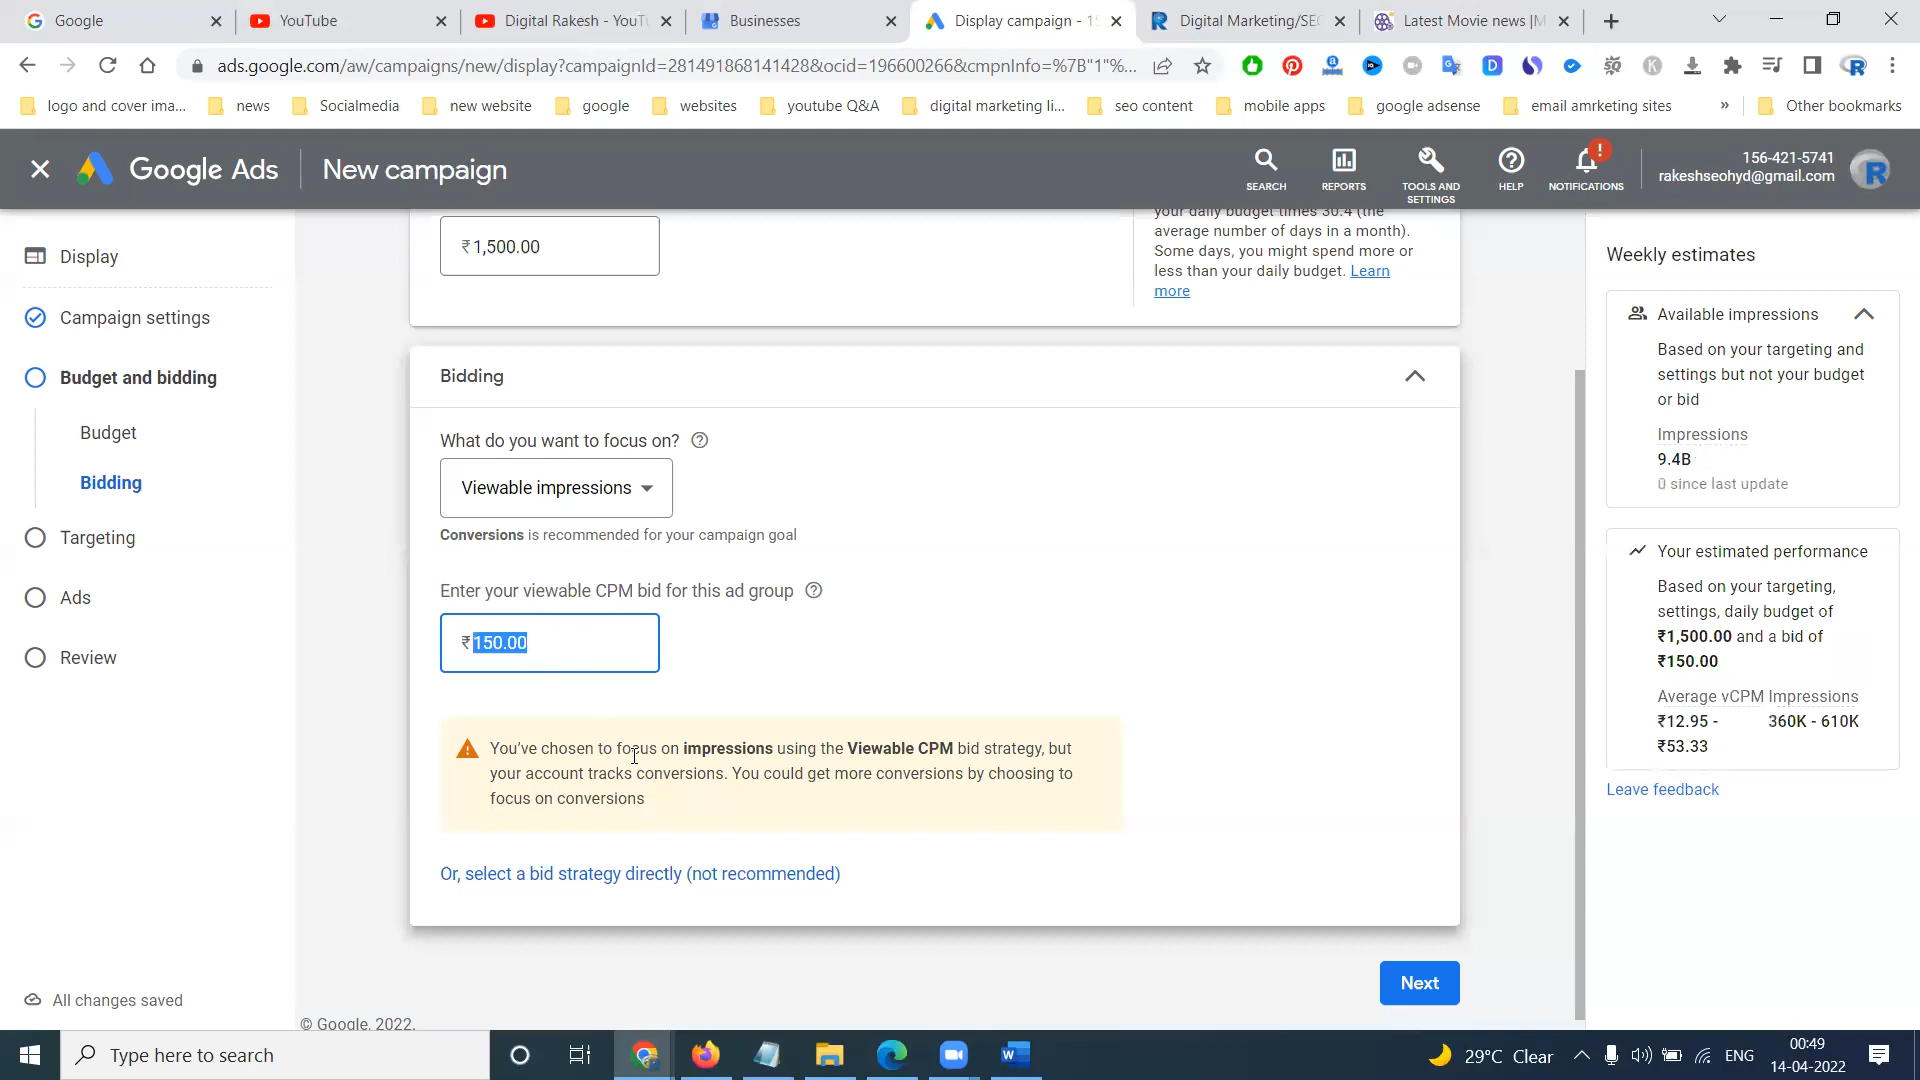 Google
YouTube
Digital Rakesh - YouTu
Businesses
Display campaign - 15
Digital Marketing/SEC
Latest Movie news |M
ads.google.com/aw/campaigns/new/display?campaignId=281491868141428&ocid=196600266&cmpnInfo=%7B"1"%...
logo and cover ima...
news
Socialmedia
new website
google
websites
youtube Q&A
digital marketing li...
seo content
mobile apps
google adsense
email amrketing sites
»
Other bookmarks
Google Ads
New campaign
SEARCH
REPORTS
TOOLS AND
SETTINGS
HELP
NOTIFICATIONS
156-421-5741
rakeshseohyd@gmail.com
Display
Campaign settings
Budget and bidding
Budget
Bidding
Targeting
Ads
Review
All changes saved
₹1,500.00
your daily budget times 30.4 (the
average number of days in a month).
Some days, you might spend more or
less than your daily budget. Learn
more
Bidding
What do you want to focus on?
Viewable impressions
Conversions is recommended for your campaign goal
Enter your viewable CPM bid for this ad group
₹150.00
You've chosen to focus on impressions using the Viewable CPM bid strategy, but
your account tracks conversions. You could get more conversions by choosing to
focus on conversions
Or, select a bid strategy directly (not recommended)
Next
© Google, 2022.
Weekly estimates
Available impressions
Based on your targeting and
settings but not your budget
or bid
Impressions
9.4B
0 since last update
Your estimated performance
Based on your targeting,
settings, daily budget of
₹1,500.00 and a bid of
₹150.00
Average vCPM Impressions
₹12.95 - 360K - 610K
₹53.33
Leave feedback
Type here to search
29°C Clear
ENG
00:49
14-04-2022